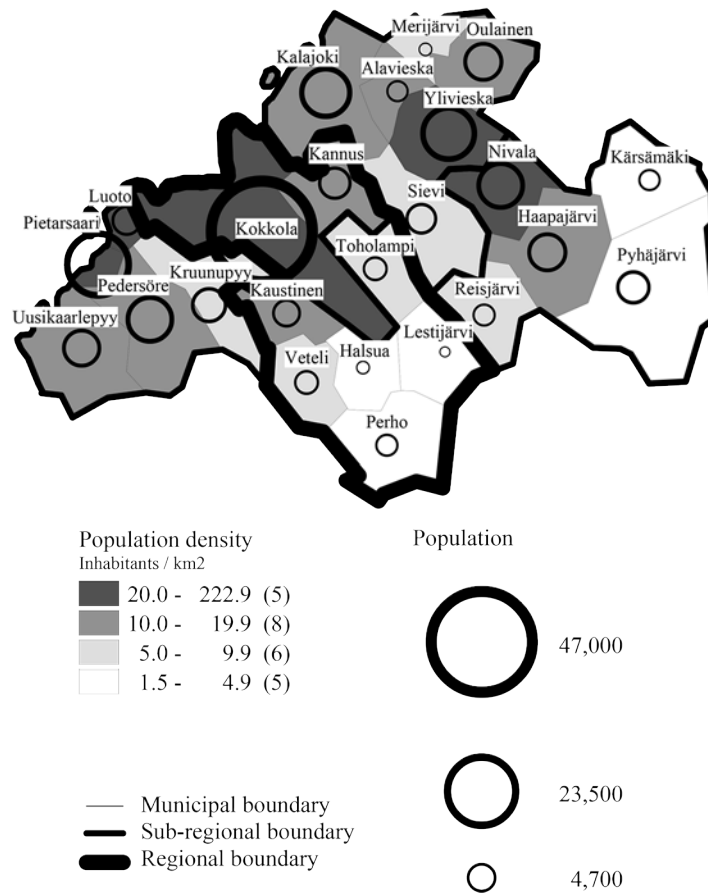 Merijärvi
Oulainen
Kalajoki
Alavieska
Ylivieska
Kannus
Nivala
Kärsämäki
Luoto
Sievi
Pietarsaari
Kokkola
Haapajärvi
Toholampi
Pyhäjärvi
Kruunupyy
Pedersöre
Kaustinen
Reisjärvi
Uusikaarlepyy
Lestijärvi
Veteli
Halsua
Perho
Population density
Inhabitants / km2
20.0 - 222.9 (5)
10.0 - 19.9 (8)
5.0 - 9.9 (6)
1.5 - 4.9 (5)
Municipal boundary
Sub-regional boundary
Regional boundary
Population
47,000
23,500
4,700